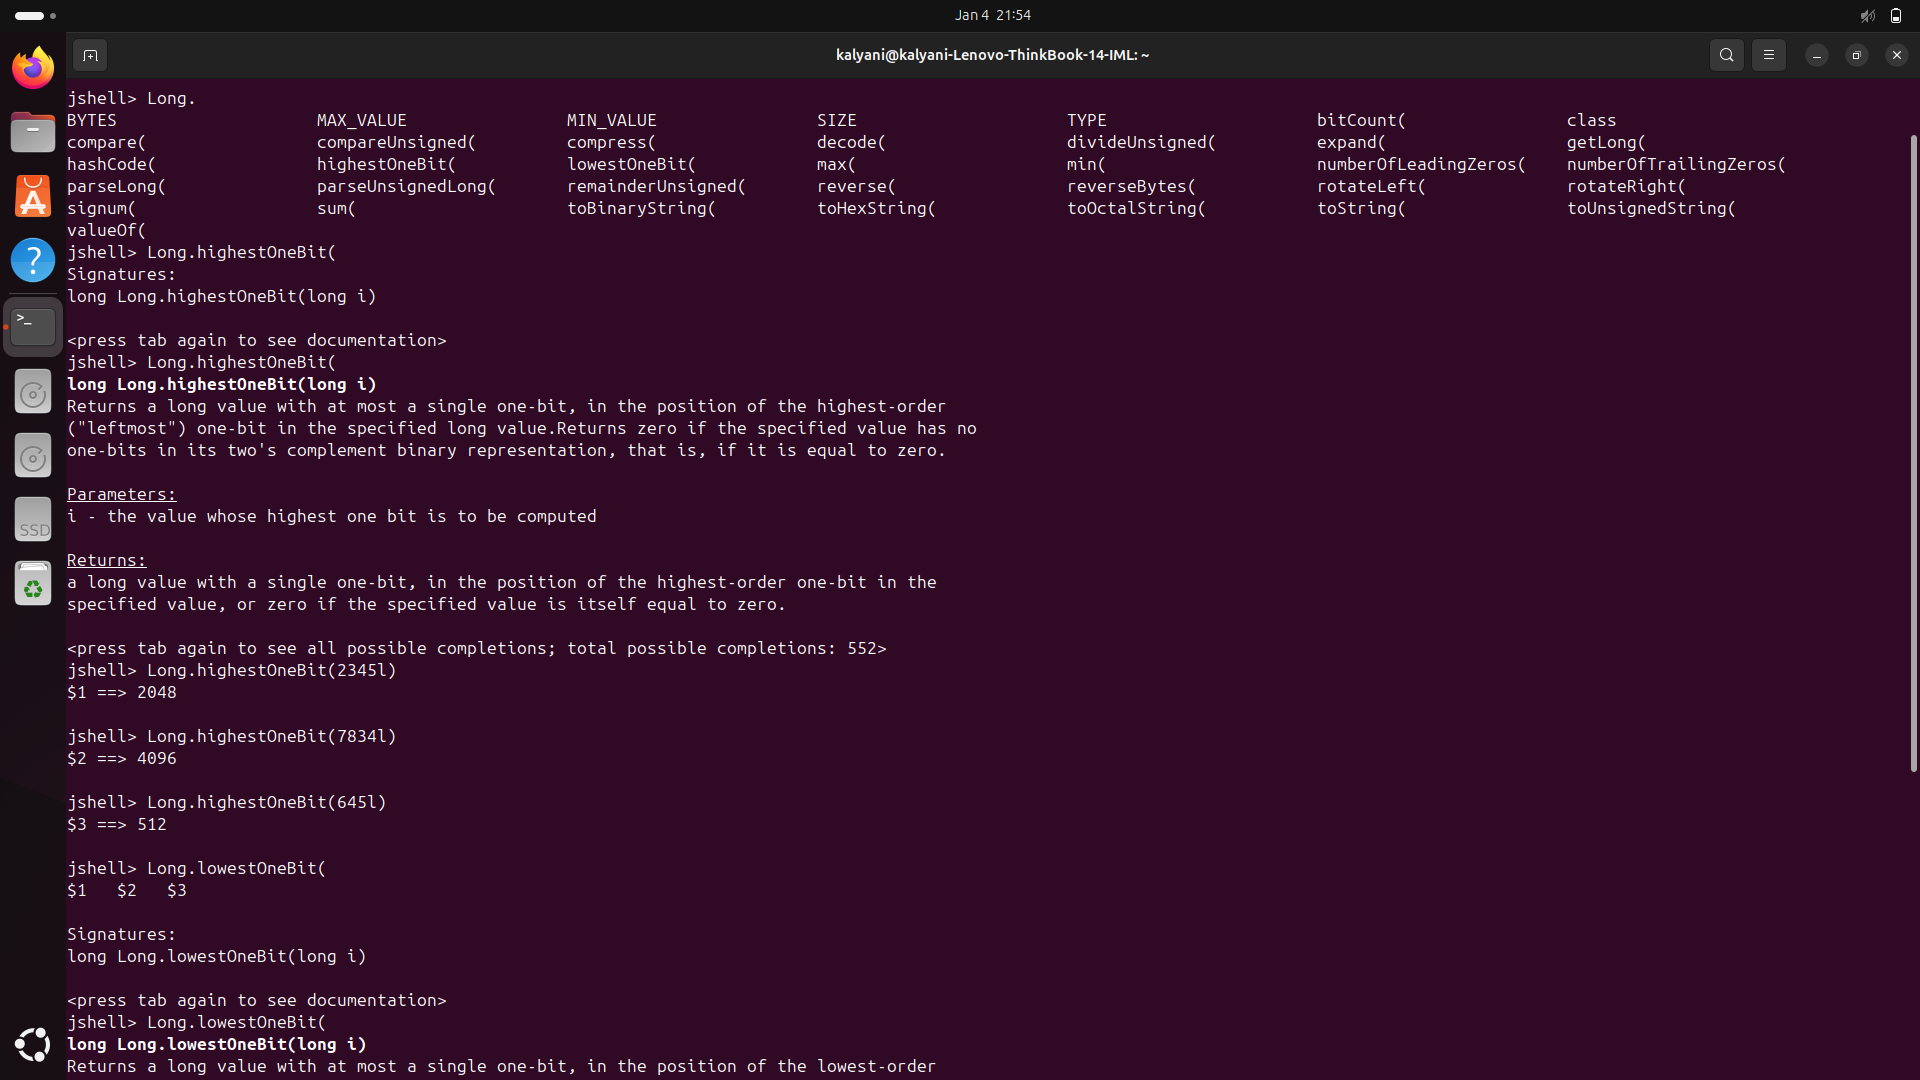 Jan 4 21:54
kalyani@kalyani-Lenovo-ThinkBook-14-IML: ~
jshell> Long.
BYTES MAX_VALUE MIN_VALUE SIZE TYPE bitCount( class
compare( compareUnsigned( compress( decode( divideUnsigned( expand( getLong(
hashCode( highestOneBit( lowestOneBit( max( min( numberOfLeadingZeros( numberOfTrailingZeros(
parseLong( parseUnsignedLong( remainderUnsigned( reverse( reverseBytes( rotateLeft( rotateRight(
signum( sum( toBinaryString( toHexString( toOctalString( toString( toUnsignedString(
valueOf(
jshell> Long.highestOneBit(
Signatures:
long Long.highestOneBit(long i)
<press tab again to see documentation>
jshell> Long.highestOneBit(
long Long.highestOneBit(long i)
Returns a long value with at most a single one-bit, in the position of the highest-order
("leftmost") one-bit in the specified long value.Returns zero if the specified value has no
one-bits in its two's complement binary representation, that is, if it is equal to zero.
Parameters:
i - the value whose highest one bit is to be computed
Returns:
a long value with a single one-bit, in the position of the highest-order one-bit in the
specified value, or zero if the specified value is itself equal to zero.
<press tab again to see all possible completions; total possible completions: 552>
jshell> Long.highestOneBit(2345l)
$1 ==> 2048
jshell> Long.highestOneBit(7834l)
$2 ==> 4096
jshell> Long.highestOneBit(645l)
$3 ==> 512
jshell> Long.lowestOneBit(
$1 $2 $3
Signatures:
long Long.lowestOneBit(long i)
<press tab again to see documentation>
jshell> Long.lowestOneBit(
long Long.lowestOneBit(long i)
Returns a long value with at most a single one-bit, in the position of the lowest-order
SSD